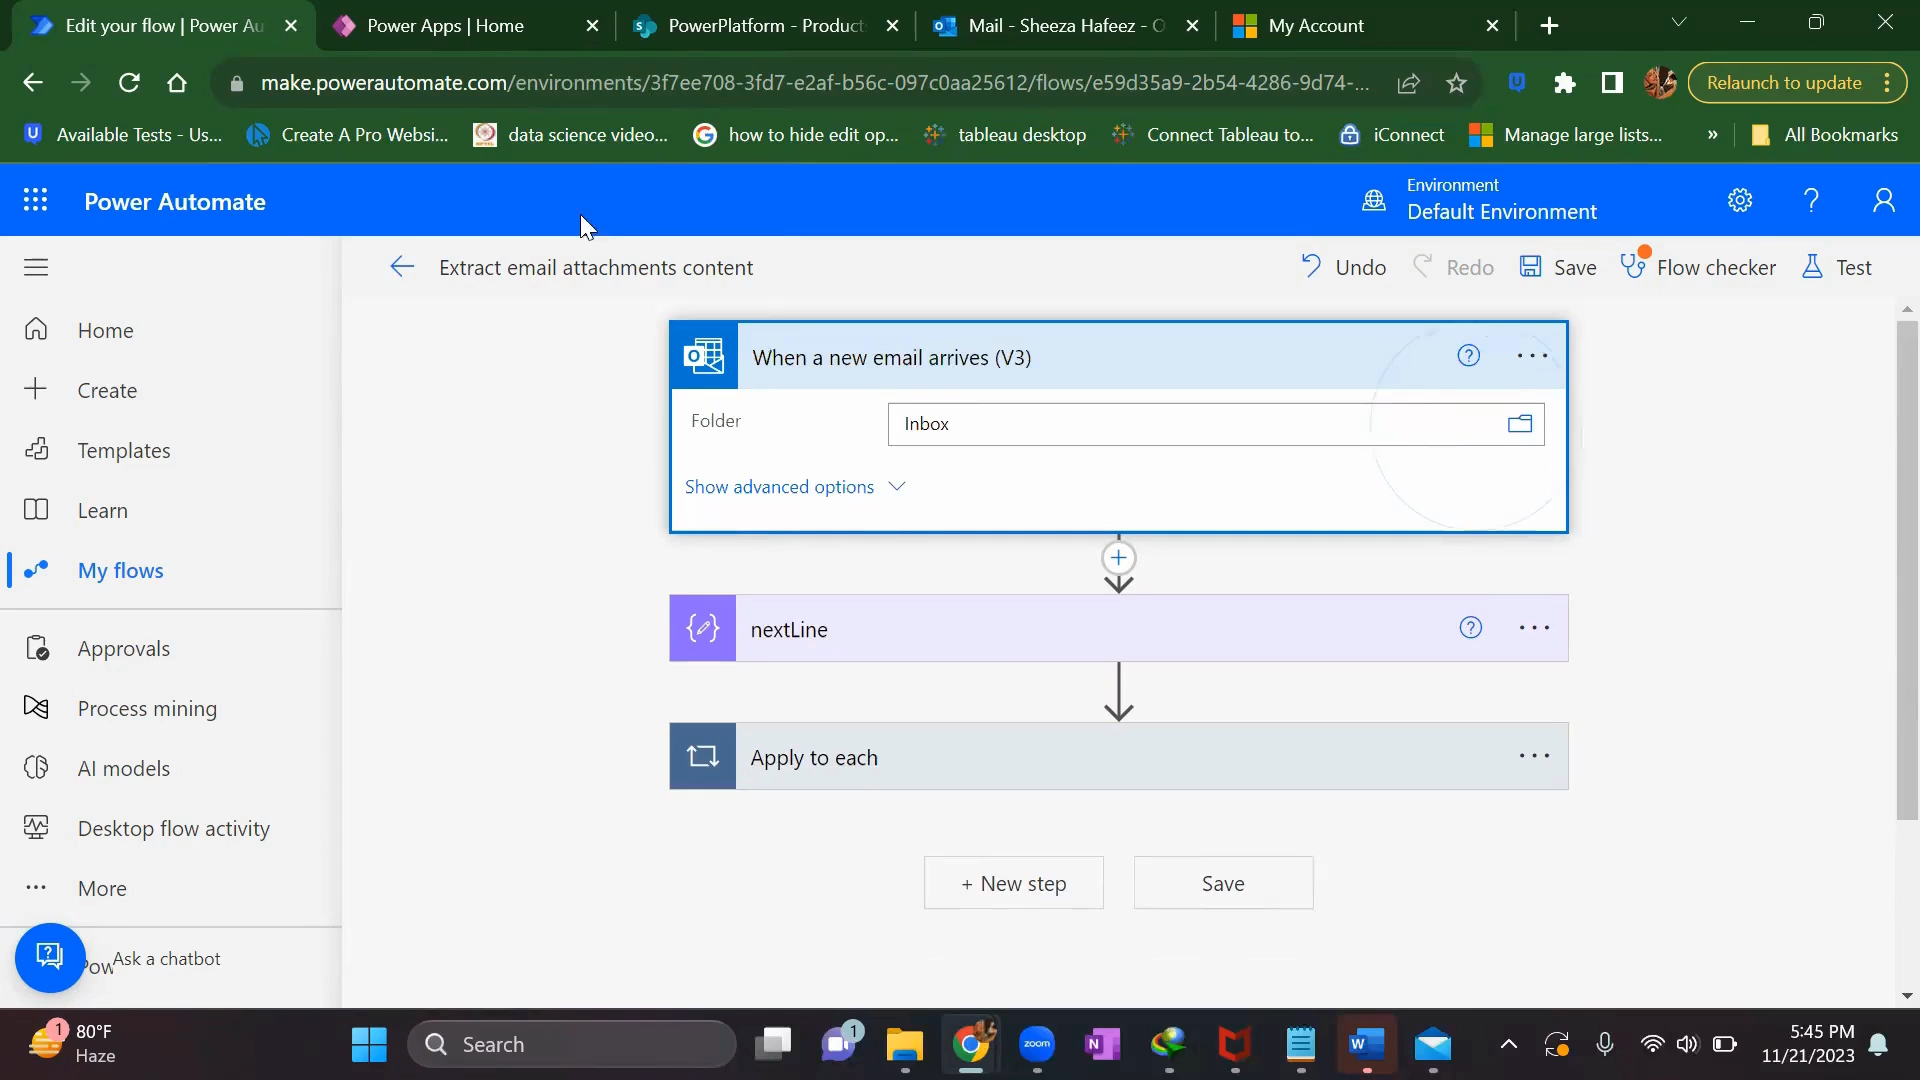 Edit your flow | Power Au
Power Apps | Home
PowerPlatform - Product
Mail - Sheeza Hafeez - O
My Account
make.powerautomate.com/environments/3f7ee708-3fd7-e2af-b56c-097c0aa25612/flows/e59d35a9-2b54-4286-9d74-...
Relaunch to update
Available Tests - Us...
Create A Pro Websi...
data science video...
how to hide edit op...
tableau desktop
Connect Tableau to...
iConnect
Manage large lists...
»
All Bookmarks
Power Automate
Environment
Default Environment
Extract email attachments content
Undo
Redo
Save
Flow checker
Test
Home
Create
Templates
Learn
My flows
Approvals
Process mining
AI models
Desktop flow activity
More
Pow
Ask a chatbot
When a new email arrives (V3)
Folder
Inbox
Show advanced options
nextLine
Apply to each
+ New step
Save
1
80°F
Haze
Search
1
zoom
N
W
5:45 PM
11/21/2023